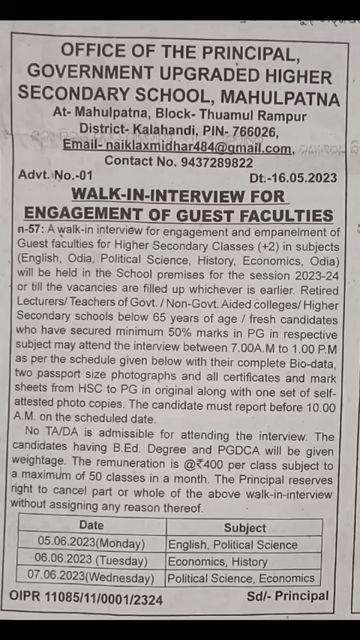 OFFICE OF THE PRINCIPAL,
GOVERNMENT UPGRADED HIGHER
SECONDARY SCHOOL, MAHULPATNA
At- Mahulpatna, Block- Thuamul Rampur
District- Kalahandi, PIN- 766026,
Email- naiklaxmidhar484@gmail.com,
Contact No. 9437289822
Advt. No.-01 Dt.-16.05.2023
WALK-IN-INTERVIEW FOR
ENGAGEMENT OF GUEST FACULTIES
n-57: A walk-in interview for engagement and empanelment of
Guest faculties for Higher Secondary Classes (+2) in subjects
(English, Odia, Political Science, History, Economics, Odia)
will be held in the School premises for the session 2023-24
or till the vacancies are filled up whichever is earlier. Retired
Lecturers/ Teachers of Govt. / Non-Govt. Aided colleges/ Higher
Secondary schools below 65 years of age / fresh candidates
who have secured minimum 50% marks in PG in respective
subject may attend the interview between 7.00A.M to 1.00 P.M
as per the schedule given below with their complete Bio-data,
two passport size photographs and all certificates and mark
sheets from HSC to PG in original along with one set of self-
attested photo copies. The candidate must report before 10.00
A.M. on the scheduled date.
No TA/DA is admissible for attending the interview. The
candidates having B.Ed. Degree and PGDCA will be given
weightage. The remuneration is @₹400 per class subject to
a maximum of 50 classes in a month. The Principal reserves
right to cancel part or whole of the above walk-in-interview
without assigning any reason thereof.
Date Subject
05.06.2023(Monday) English, Political Science
06.06.2023 (Tuesday) Economics, History
07.06.2023(Wednesday) Political Science, Economics
OIPR 11085/11/0001/2324 Sd/- Principal